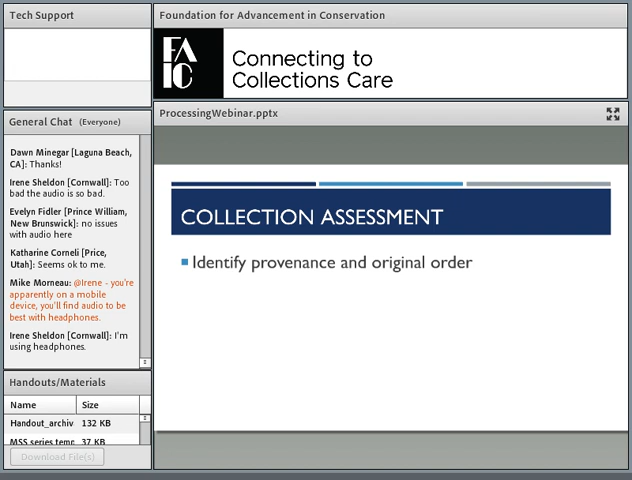 Tech Support
Foundation for Advancement in Conservation
FA
IC
Connecting to
Collections Care
General Chat (Everyone)
Dawn Minegar [Laguna Beach,
CA]: Thanks!
Irene Sheldon [Cornwall]: Too
bad the audio is so bad.
Evelyn Fidler [Prince William,
New Brunswick]: no issues
with audio here
Katharine Corneli [Price,
Utah]: Seems ok to me.
Mike Morneau: @Irene - you're
apparently on a mobile
device, you'll find audio to be
best with headphones.
Irene Sheldon [Cornwall]: I'm
using headphones.
Handouts/Materials
Name Size
Handout_archiv 132 KB
MSS series temp 37 KB
Download File(s)
ProcessingWebinar.pptx
COLLECTION ASSESSMENT
Identify provenance and original order